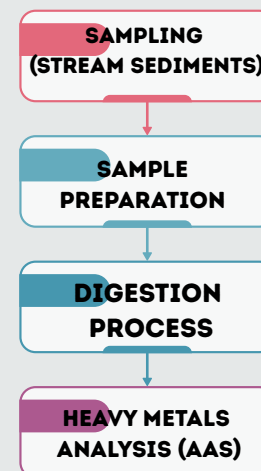 SAMPLING
(STREAM SEDIMENTS)
SAMPLE
PREPARATION
DIGESTION
PROCESS
HEAVY METALS
ANALYSIS (AAS)